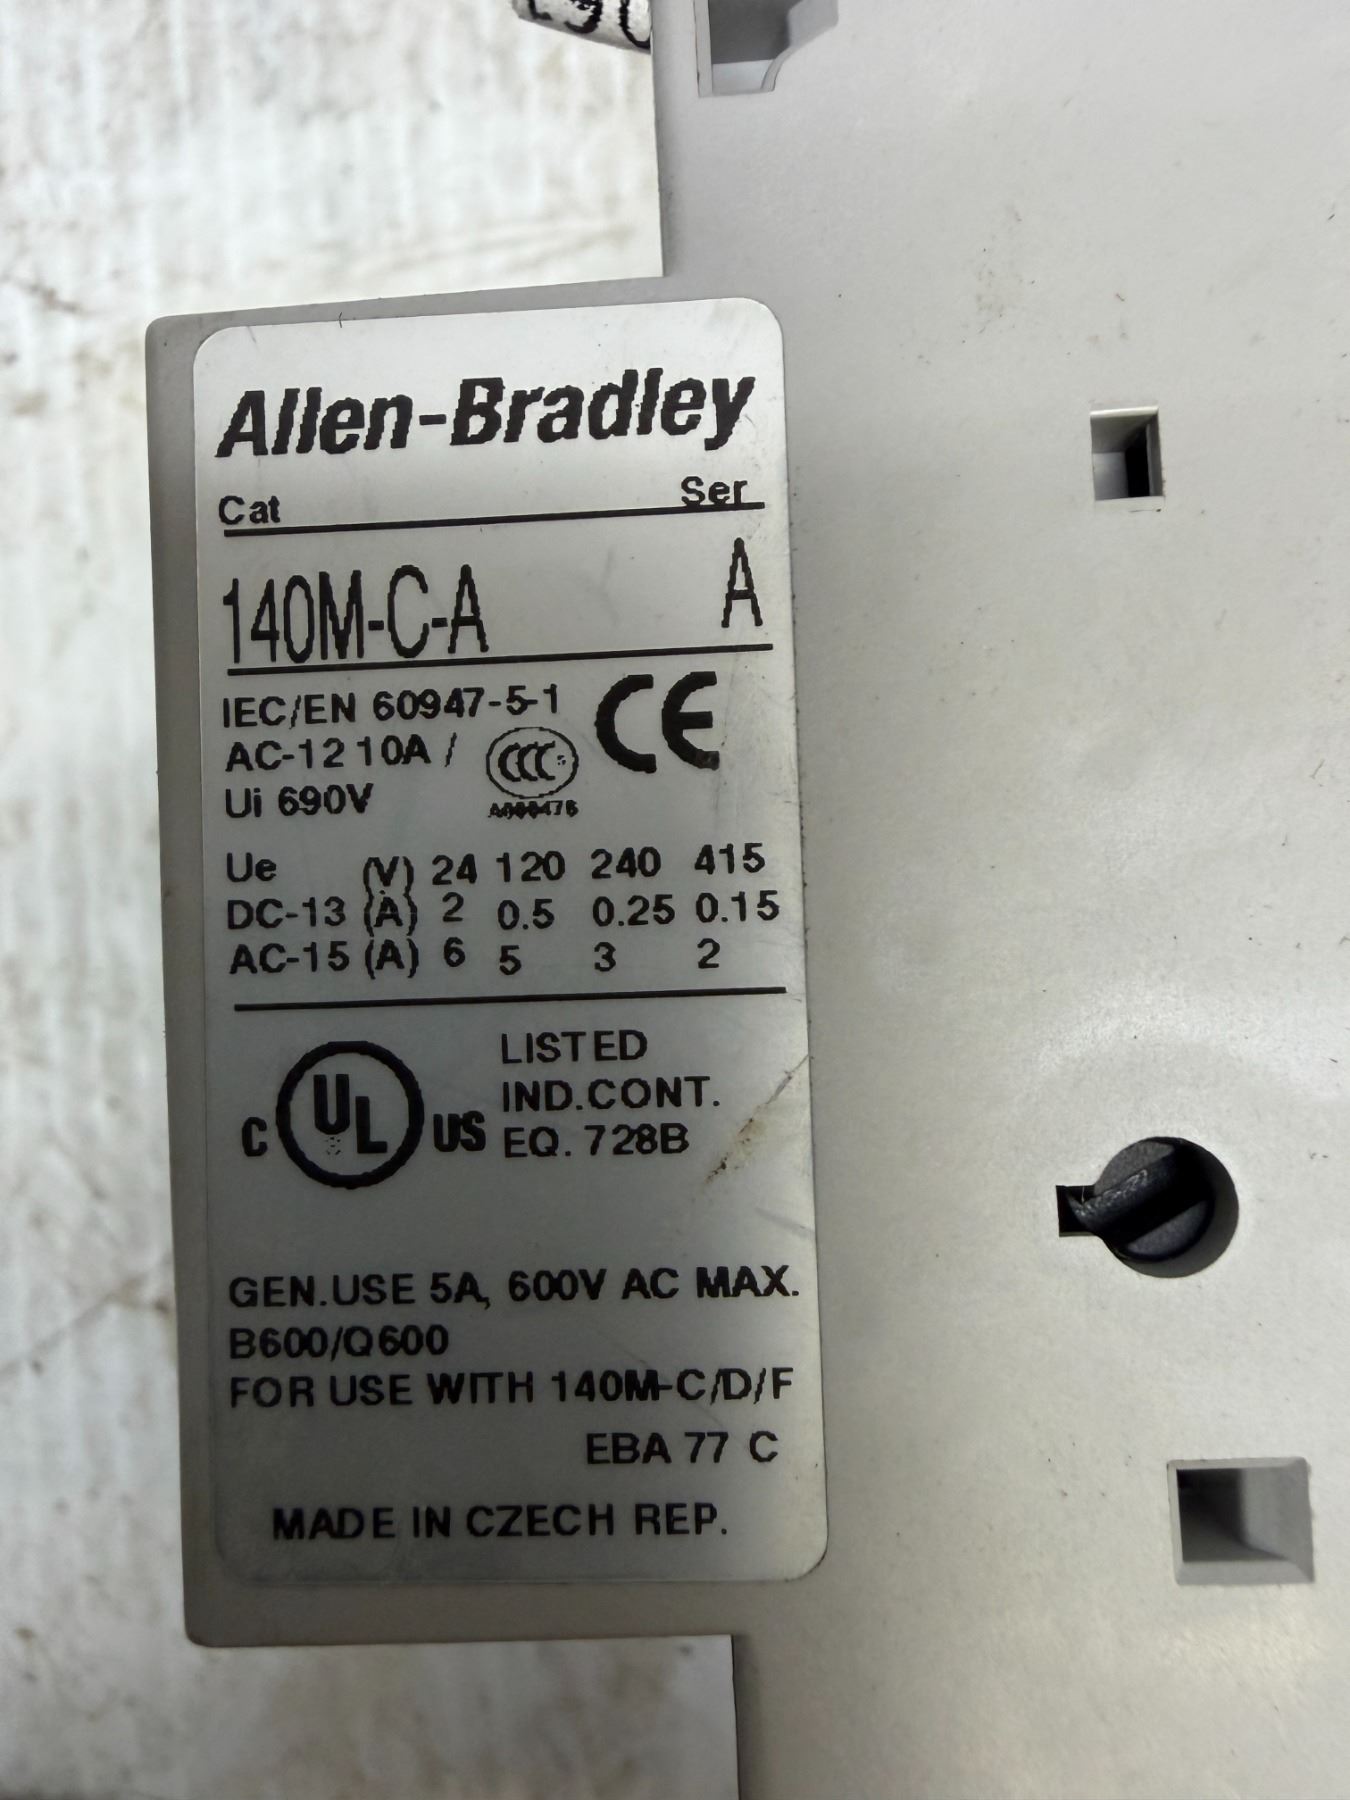 Allen-Bradley
Cat Ser
140M-C-A A
IEC/EN 60947-5-1 CE
AC-12 10A / CCC S
Ui 690V
Ue (V) 24 120 240 415
DC-13 (A) 2 0.5 0.25 0.15
AC-15 (A) 6 5 3 2
C UL US LISTED
IND.CONT.
EQ. 728B
GEN.USE 5A, 600V AC MAX.
B600/Q600
FOR USE WITH 140M-C/D/F
EBA 77 C
MADE IN CZECH REP.